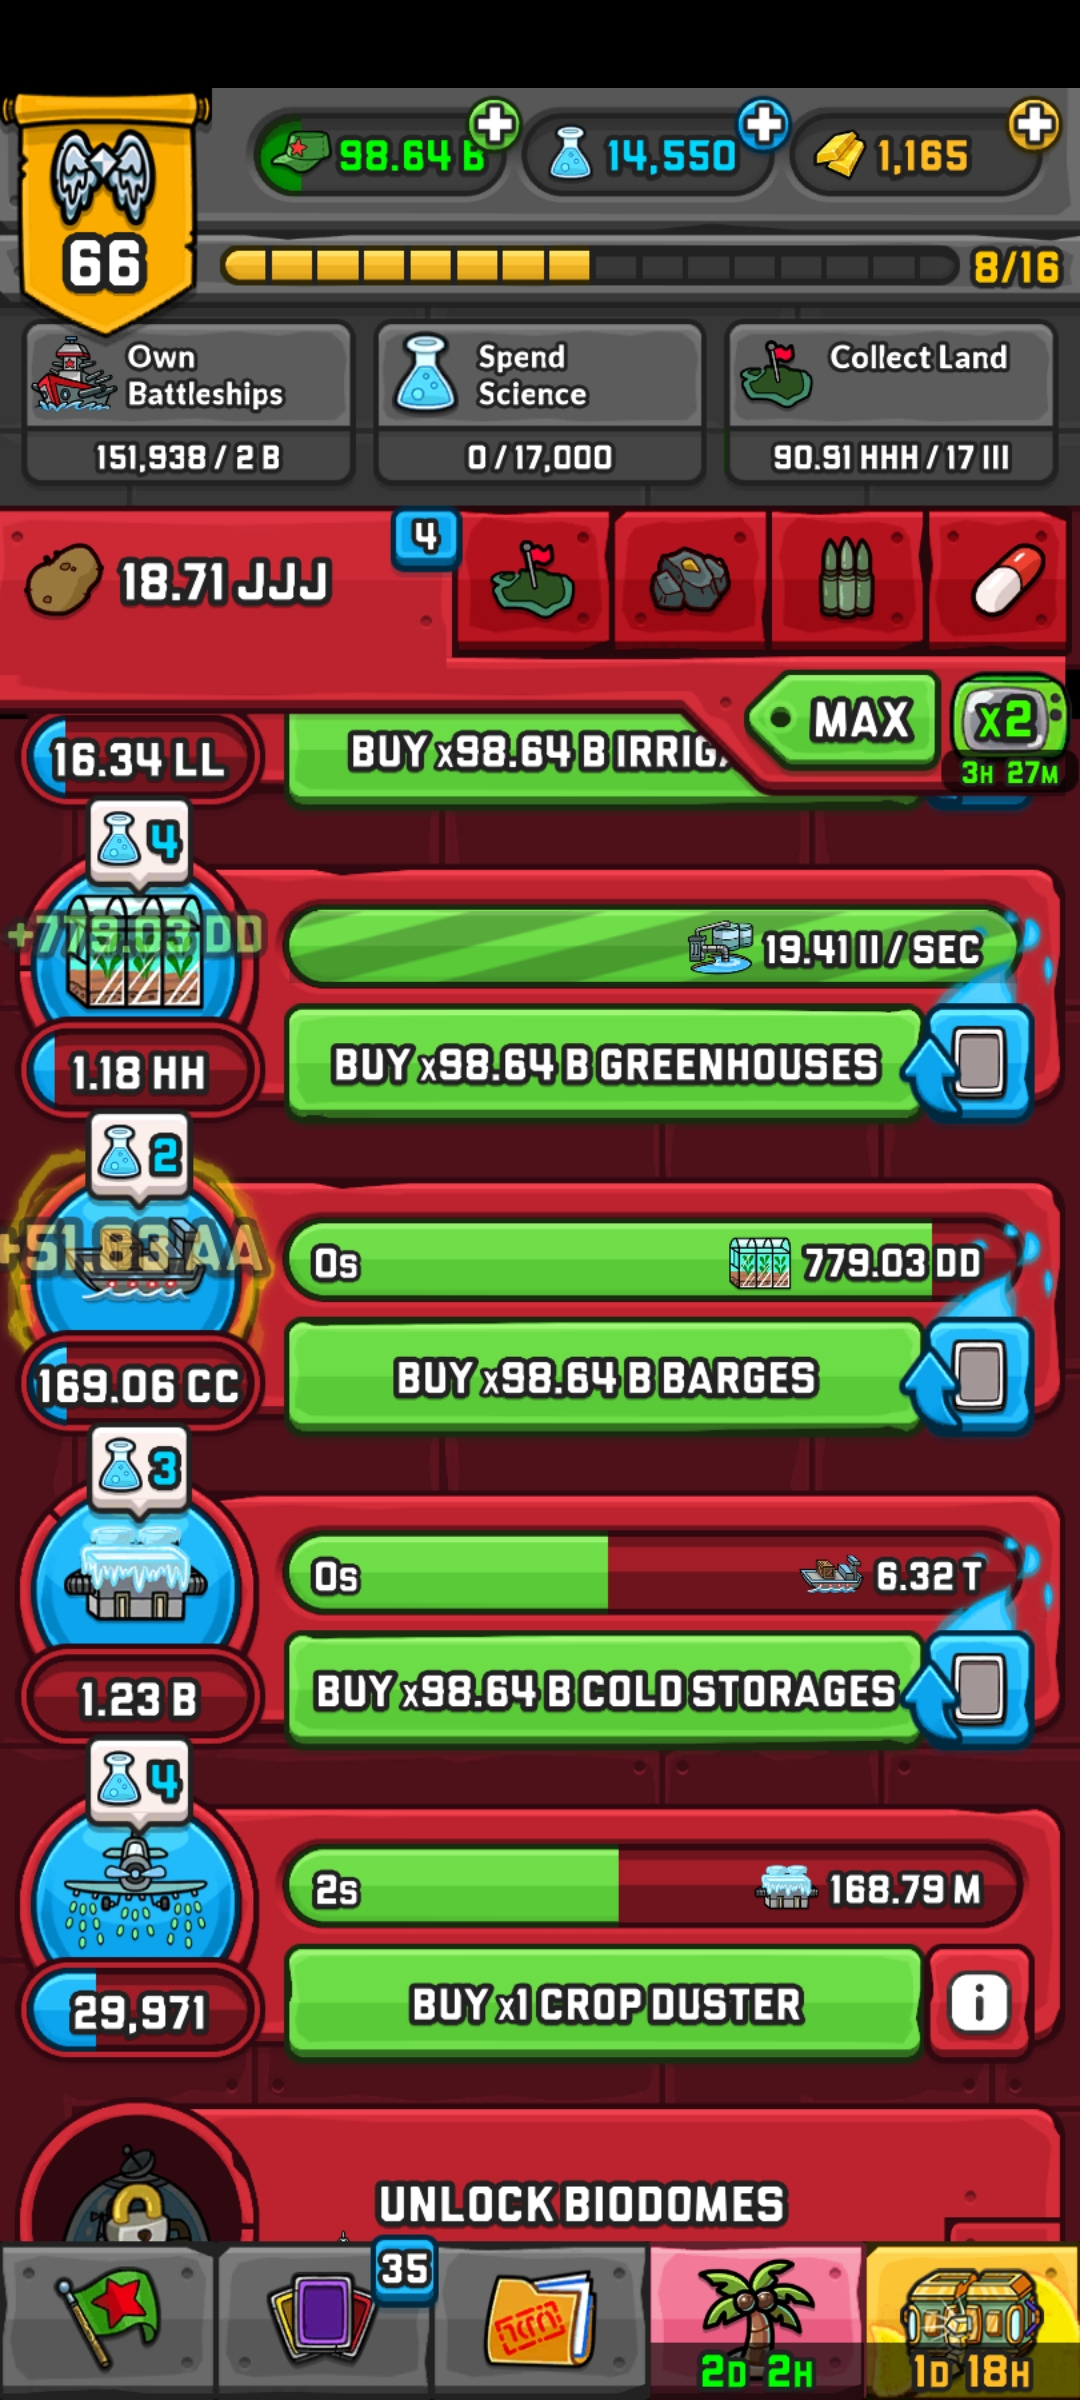 98.64 B
14,550
1,165
66
8/16
Own
Battleships
151,938 / 2 B
Spend
Science
0 / 17,000
Collect Land
90.91 HHH / 17 III
18.71 JJJ
4
MAX
x2
3H 27M
16.34 LL
BUY x98.64 B IRRIG
4
+779.03 DD
19.41 II / SEC
1.18 HH
BUY x98.64 B GREENHOUSES
2
+51.83 AA
0s
779.03 DD
169.06 CC
BUY x98.64 B BARGES
3
0s
6.32 T
1.23 B
BUY x98.64 B COLD STORAGES
4
2s
168.79 M
29,971
BUY x1 CROP DUSTER
i
UNLOCK BIODOMES
35
2D 2H
1D 18H